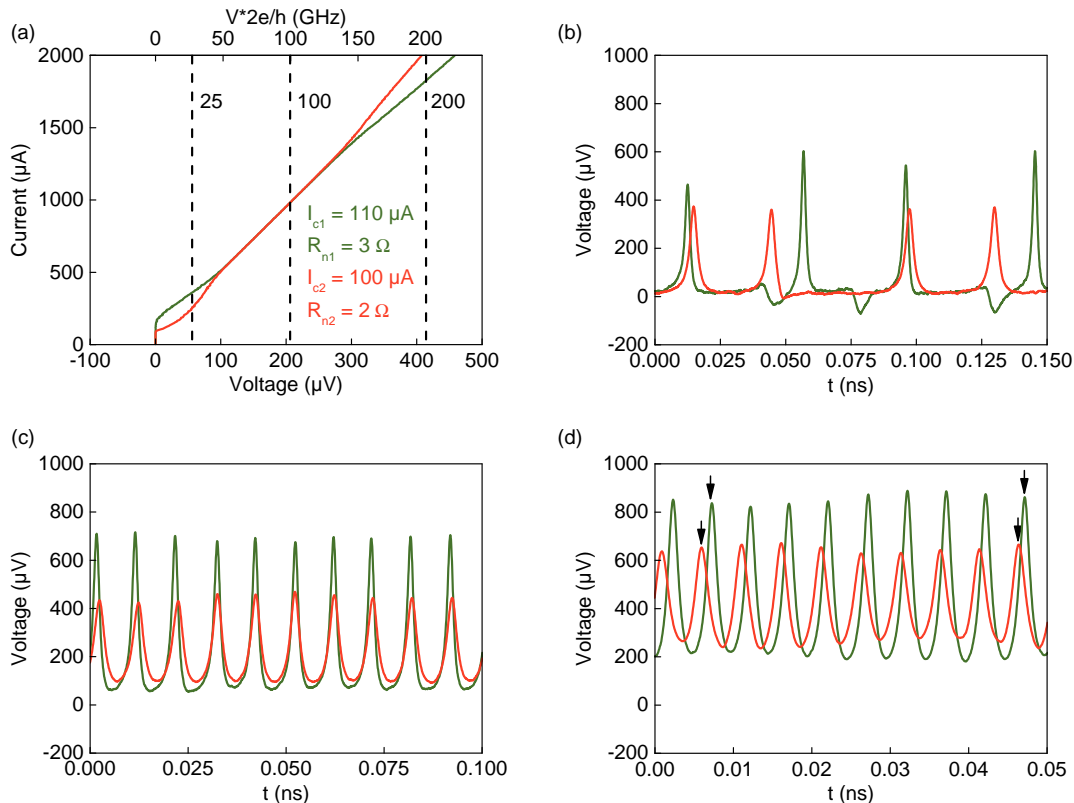 (a)
V*2e/h (GHz)
0 50 100 150 200
2000
1500
1000
500
0
Current (µA)
25
100
200
I_c1 = 110 µA
R_n1 = 3 Ω
I_c2 = 100 µA
R_n2 = 2 Ω
-100 0 100 200 300 400 500
Voltage (µV)
(b)
1000
800
600
400
200
0
-200
Voltage (µV)
0.000 0.025 0.050 0.075 0.100 0.125 0.150
t (ns)
(c)
1000
800
600
400
200
0
-200
Voltage (µV)
0.000 0.025 0.050 0.075 0.100
t (ns)
(d)
1000
800
600
400
200
0
-200
Voltage (µV)
0.00 0.01 0.02 0.03 0.04 0.05
t (ns)